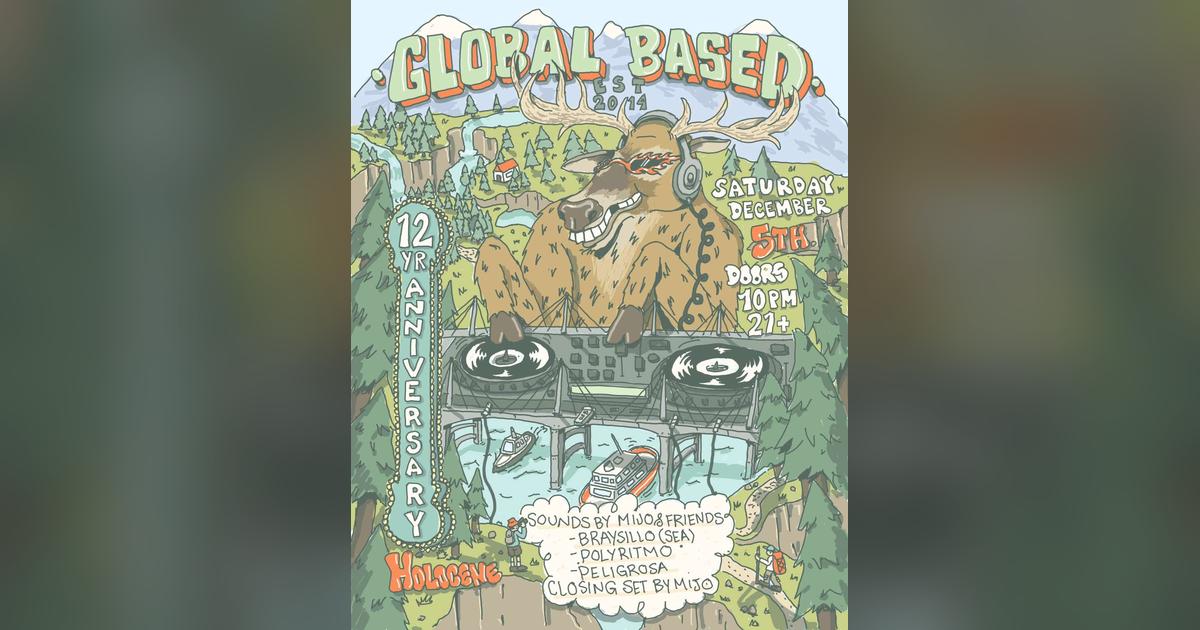 GLOBAL BASED
EST
2014
SATURDAY
DECEMBER
5TH.
DOORS
10PM
21+
12
YR
ANNIVERSARY
HOLOCENE
SOUNDS BY MIJO & FRIENDS
-BRAYSILLO (SEA)
-POLYRITMO
-PELIGROSA
CLOSING SET BY MIJO